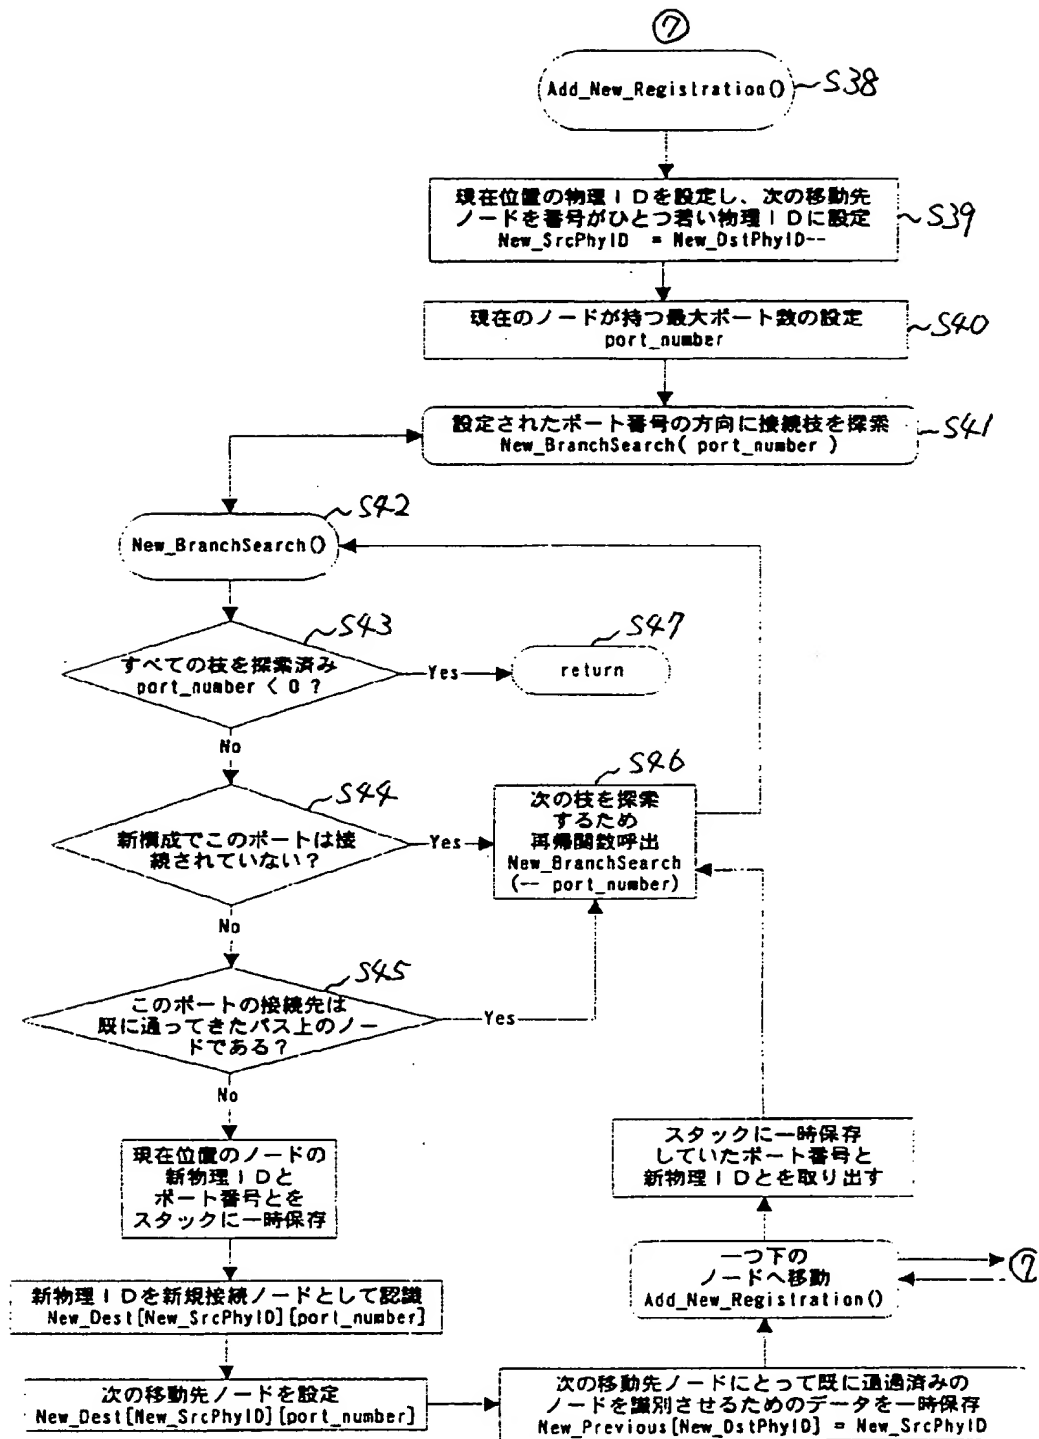 ⑦
Add_New_Registration()
~S38
現在位置の物理IDを設定し、次の移動先
ノードを番号がひとつ若い物理IDに設定
New_SrcPhyID = New_DstPhyID--
~S39
現在のノードが持つ最大ポート数の設定
port_number
~S40
設定されたポート番号の方向に接続枝を探索
New_BranchSearch( port_number )
~S41
~S42
New_BranchSearch()
~S43
すべての枝を探索済み
port_number < 0 ?
Yes
~S47
return
No
~S44
新構成でこのポートは接
続されていない?
Yes
~S46
次の枝を探索
するため
再帰関数呼出
New_BranchSearch
(-- port_number)
No
~S45
このポートの接続先は
既に通ってきたパス上のノー
ドである?
Yes
No
現在位置のノードの
新物理IDと
ポート番号とを
スタックに一時保存
スタックに一時保存
していたポート番号と
新物理IDとを取り出す
一つ下の
ノードへ移動
Add_New_Registration()
⑦
新物理IDを新規接続ノードとして認識
New_Dest[New_SrcPhyID][port_number]
次の移動先ノードを設定
New_Dest[New_SrcPhyID][port_number]
次の移動先ノードにとって既に通過済みの
ノードを識別させるためのデータを一時保存
New_Previous[New_DstPhyID] = New_SrcPhyID